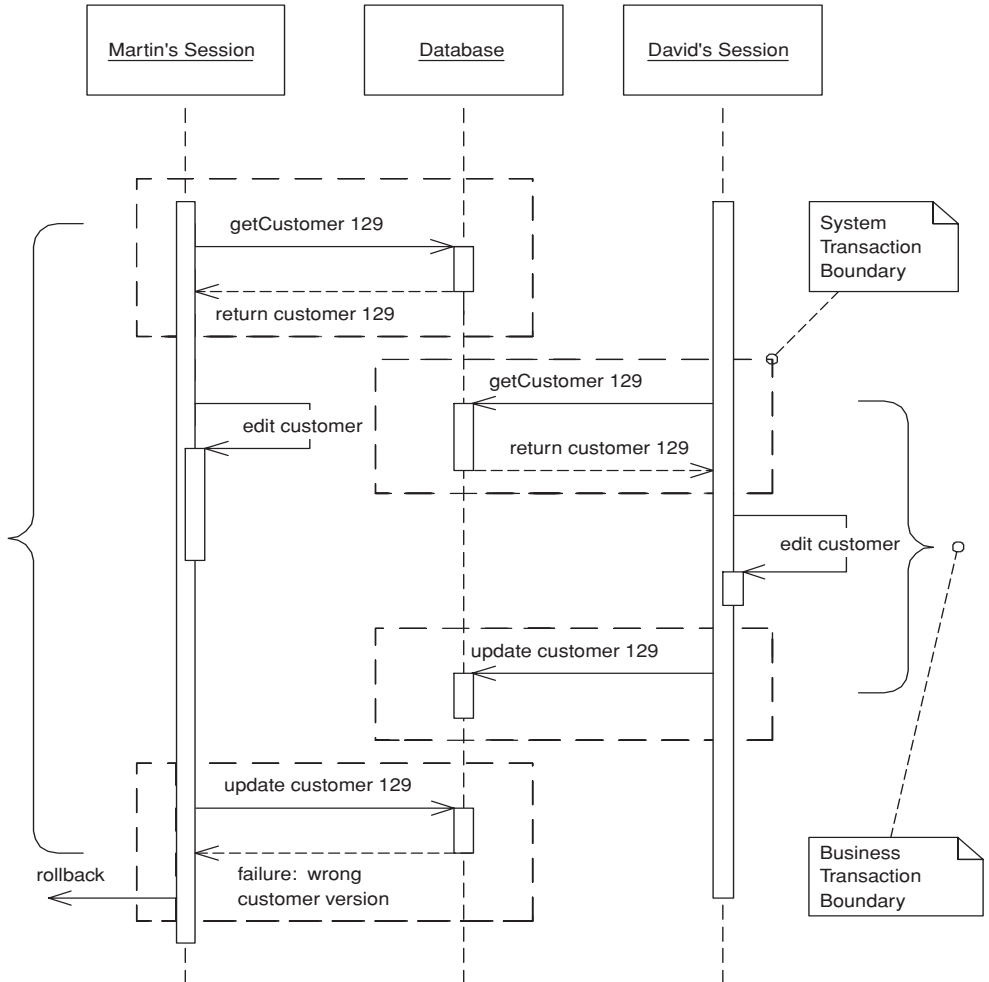 Martin's Session
Database
David's Session
getCustomer 129
return customer 129
System
Transaction
Boundary
getCustomer 129
edit customer
return customer 129
edit customer
update customer 129
update customer 129
rollback
failure:  wrong
customer version
Business
Transaction
Boundary